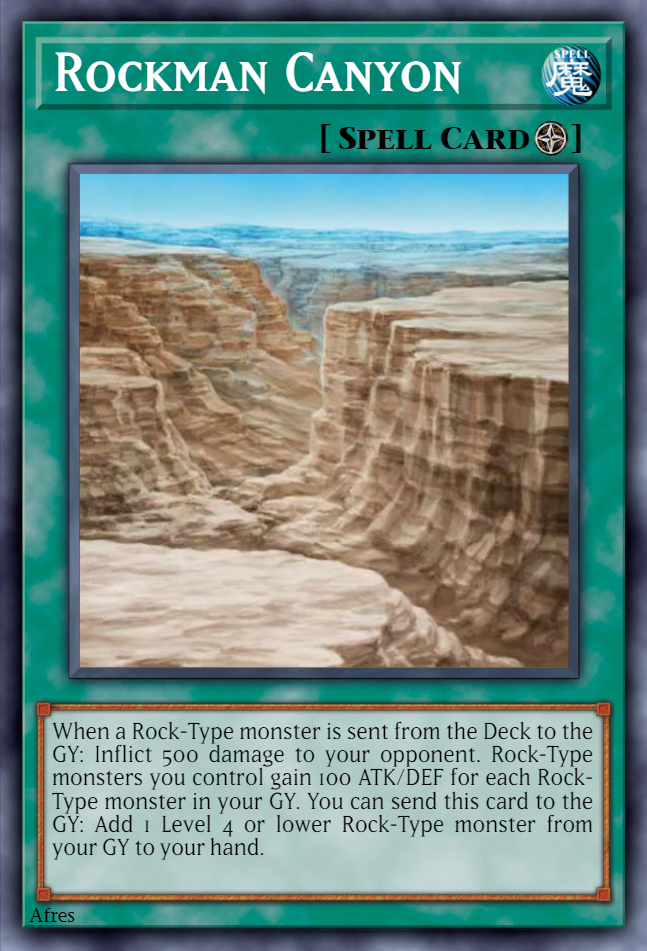 Rockman Canyon
SPELL
魔
[ Spell Card ]
When a Rock-Type monster is sent from the Deck to the
GY: Inflict 500 damage to your opponent. Rock-Type
monsters you control gain 100 ATK/DEF for each Rock-
Type monster in your GY. You can send this card to the
GY: Add 1 Level 4 or lower Rock-Type monster from
your GY to your hand.
Afres